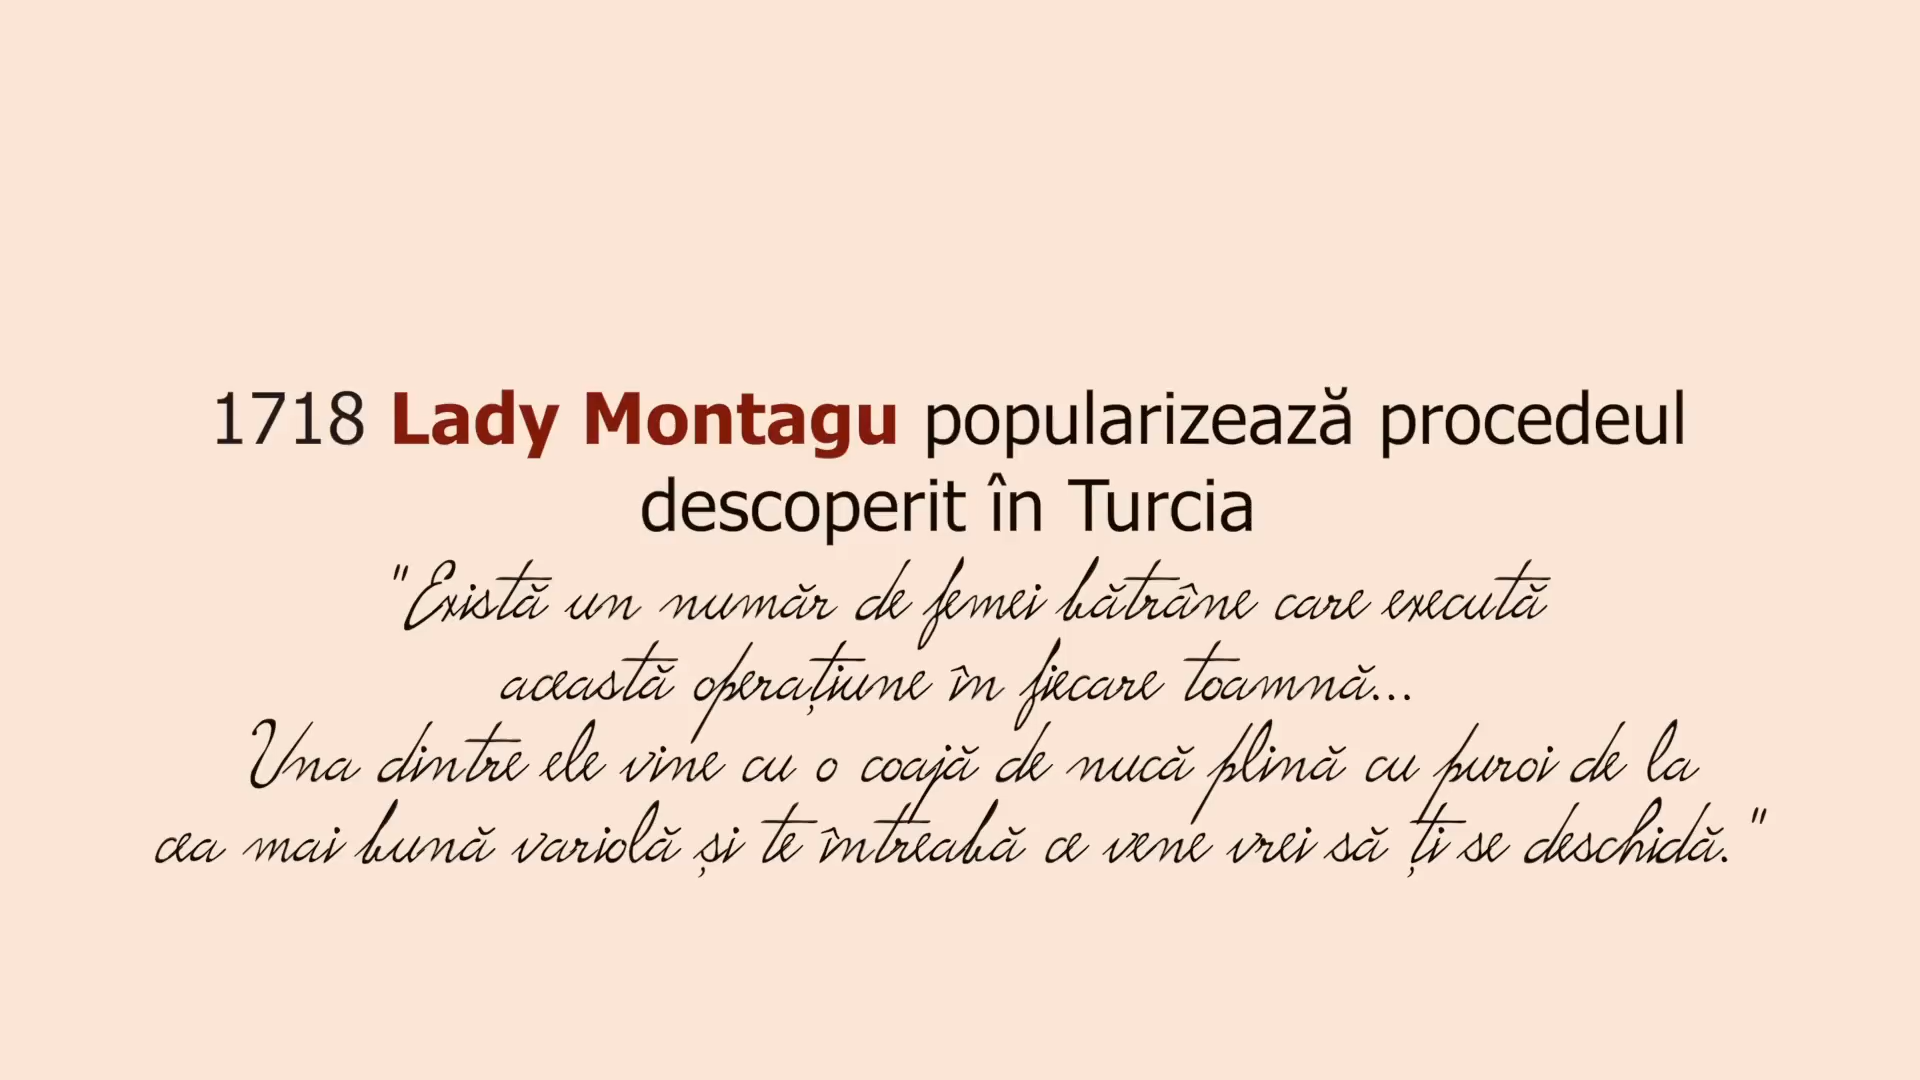 1718 Lady Montagu popularizează procedeul
descoperit în Turcia
"Există un număr de femei bătrâne care execută
această operațiune în fiecare toamnă...
Una dintre ele vine cu o coajă de nucă plină cu puroi de la
cea mai bună variolă și te întreabă ce vene vrei să ți se deschidă."